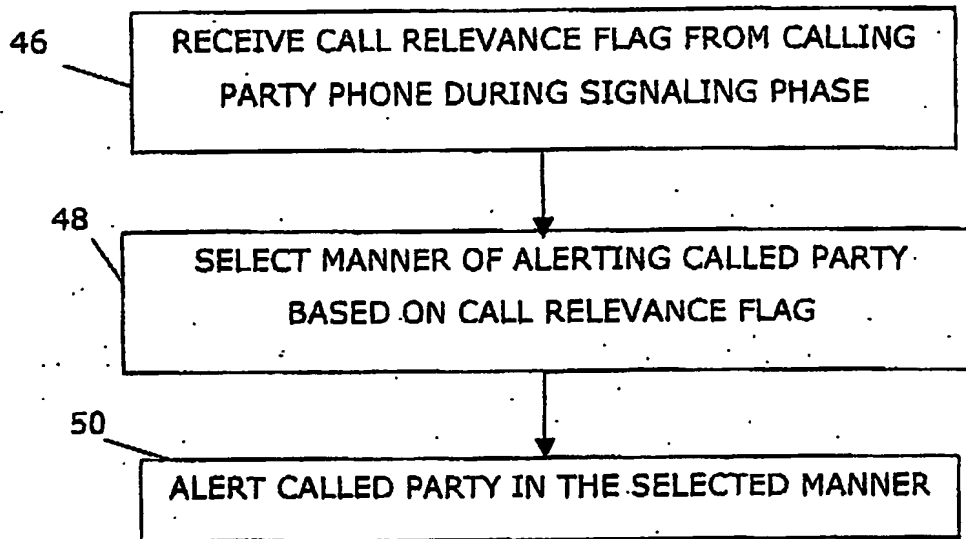 46
RECEIVE CALL RELEVANCE FLAG FROM CALLING
PARTY PHONE DURING SIGNALING PHASE
48
SELECT MANNER OF ALERTING CALLED PARTY
BASED ON CALL RELEVANCE FLAG
50
ALERT CALLED PARTY IN THE SELECTED MANNER